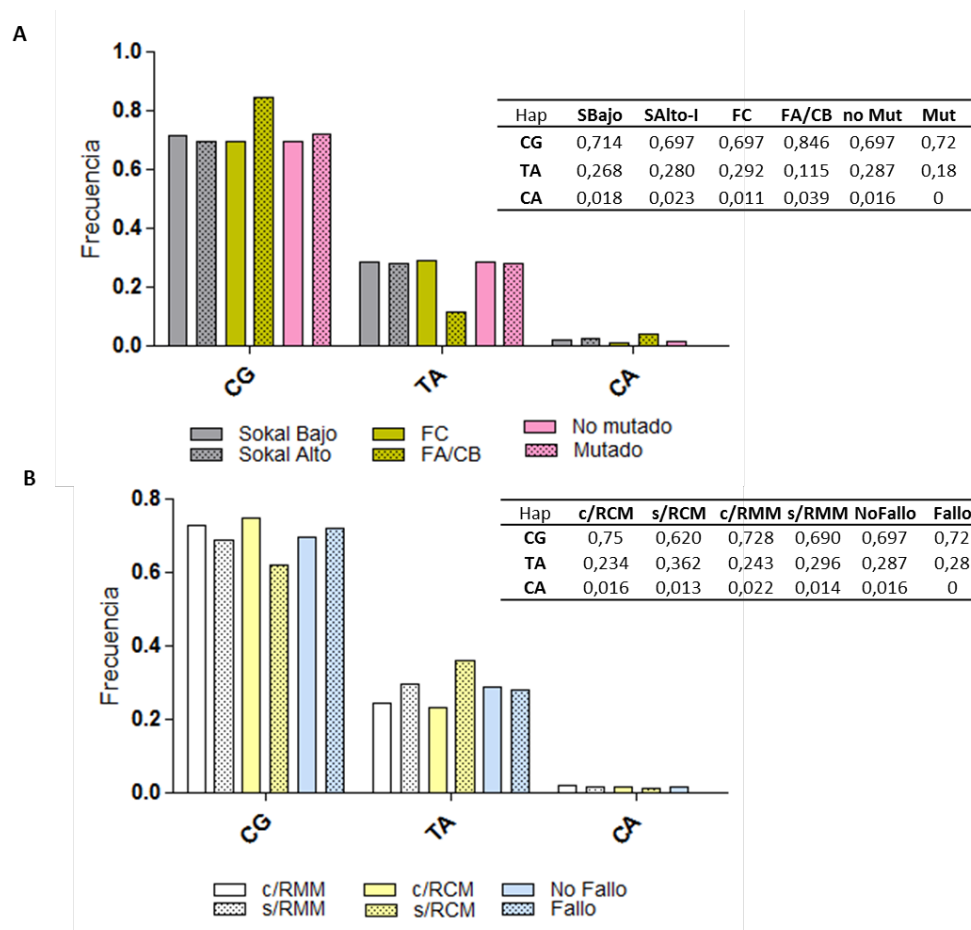 A
1.0
0.8
0.6
0.4
0.2
0.0
Frecuencia
CG TA CA
Hap SBajo SAlto-I FC FA/CB no Mut Mut
CG 0,714 0,697 0,697 0,846 0,697 0,72
TA 0,268 0,280 0,292 0,115 0,287 0,18
CA 0,018 0,023 0,011 0,039 0,016 0
Sokal Bajo FC No mutado
Sokal Alto FA/CB Mutado
B
0.8
0.6
0.4
0.2
0.0
Frecuencia
CG TA CA
Hap c/RCM s/RCM c/RMM s/RMM NoFallo Fallo
CG 0,75 0,620 0,728 0,690 0,697 0,72
TA 0,234 0,362 0,243 0,296 0,287 0,28
CA 0,016 0,013 0,022 0,014 0,016 0
c/RMM c/RCM No Fallo
s/RMM s/RCM Fallo